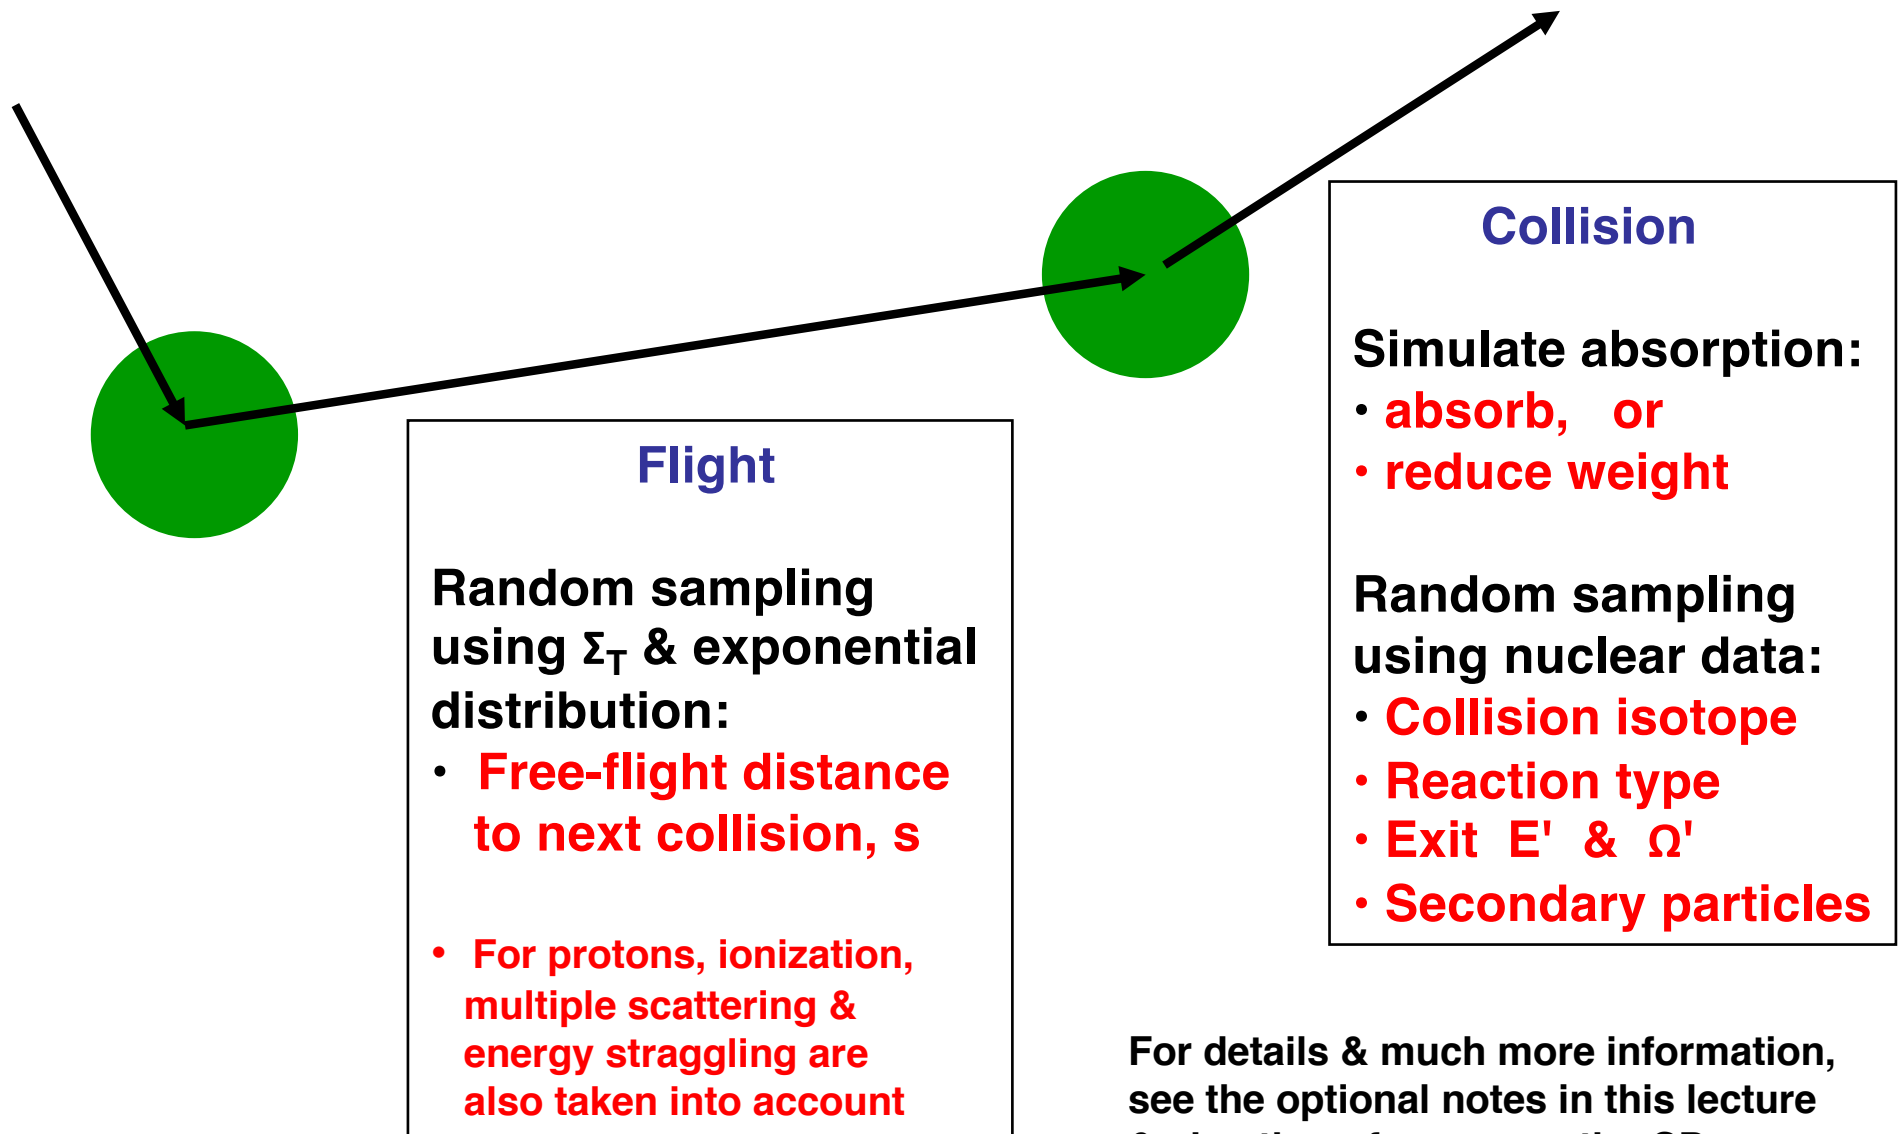 Flight
Random sampling
using ΣT & exponential
distribution:
• Free-flight distance
to next collision, s
• For protons, ionization,
multiple scattering &
energy straggling are
also taken into account
Collision
Simulate absorption:
• absorb, or
• reduce weight
Random sampling
using nuclear data:
• Collision isotope
• Reaction type
• Exit E' & Ω'
• Secondary particles
For details & much more information,
see the optional notes in this lecture